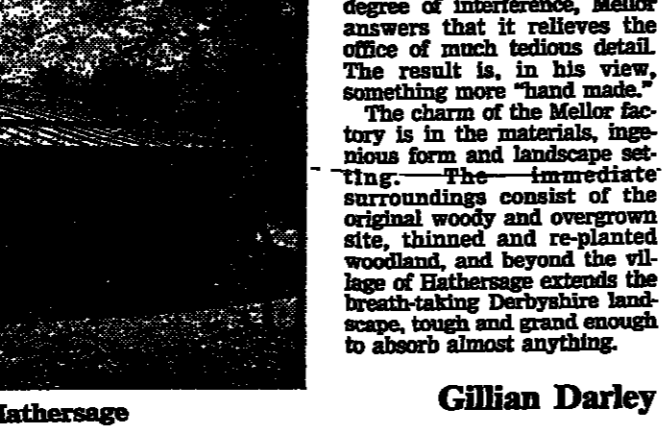 degree of interference, Mellor
answers that it relieves the
office of much tedious detail.
The result is, in his view,
something more "hand made."
The charm of the Mellor fac-
tory is in the materials, inge-
nious form and landscape set-
ting. The immediate
surroundings consist of the
original woody and overgrown
site, thinned and re-planted
woodland, and beyond the vil-
lage of Hathersage extends the
breath-taking Derbyshire land-
scape, tough and grand enough
to absorb almost anything.
Gillian Darley
Hathersage